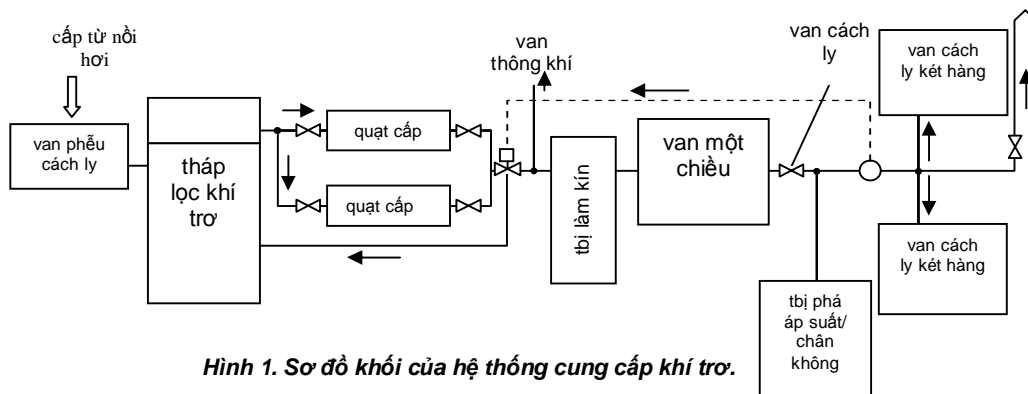 cấp từ nồi
hơi
van phễu
cách ly
tháp
lọc khí
trơ
quạt cấp
quạt cấp
van
thông khí
tbị làm kín
van một
chiều
van cách
ly
van cách
ly két hàng
van cách
ly két hàng
tbị phá
áp suất/
chân
không
Hình 1. Sơ đồ khối của hệ thống cung cấp khí trơ.